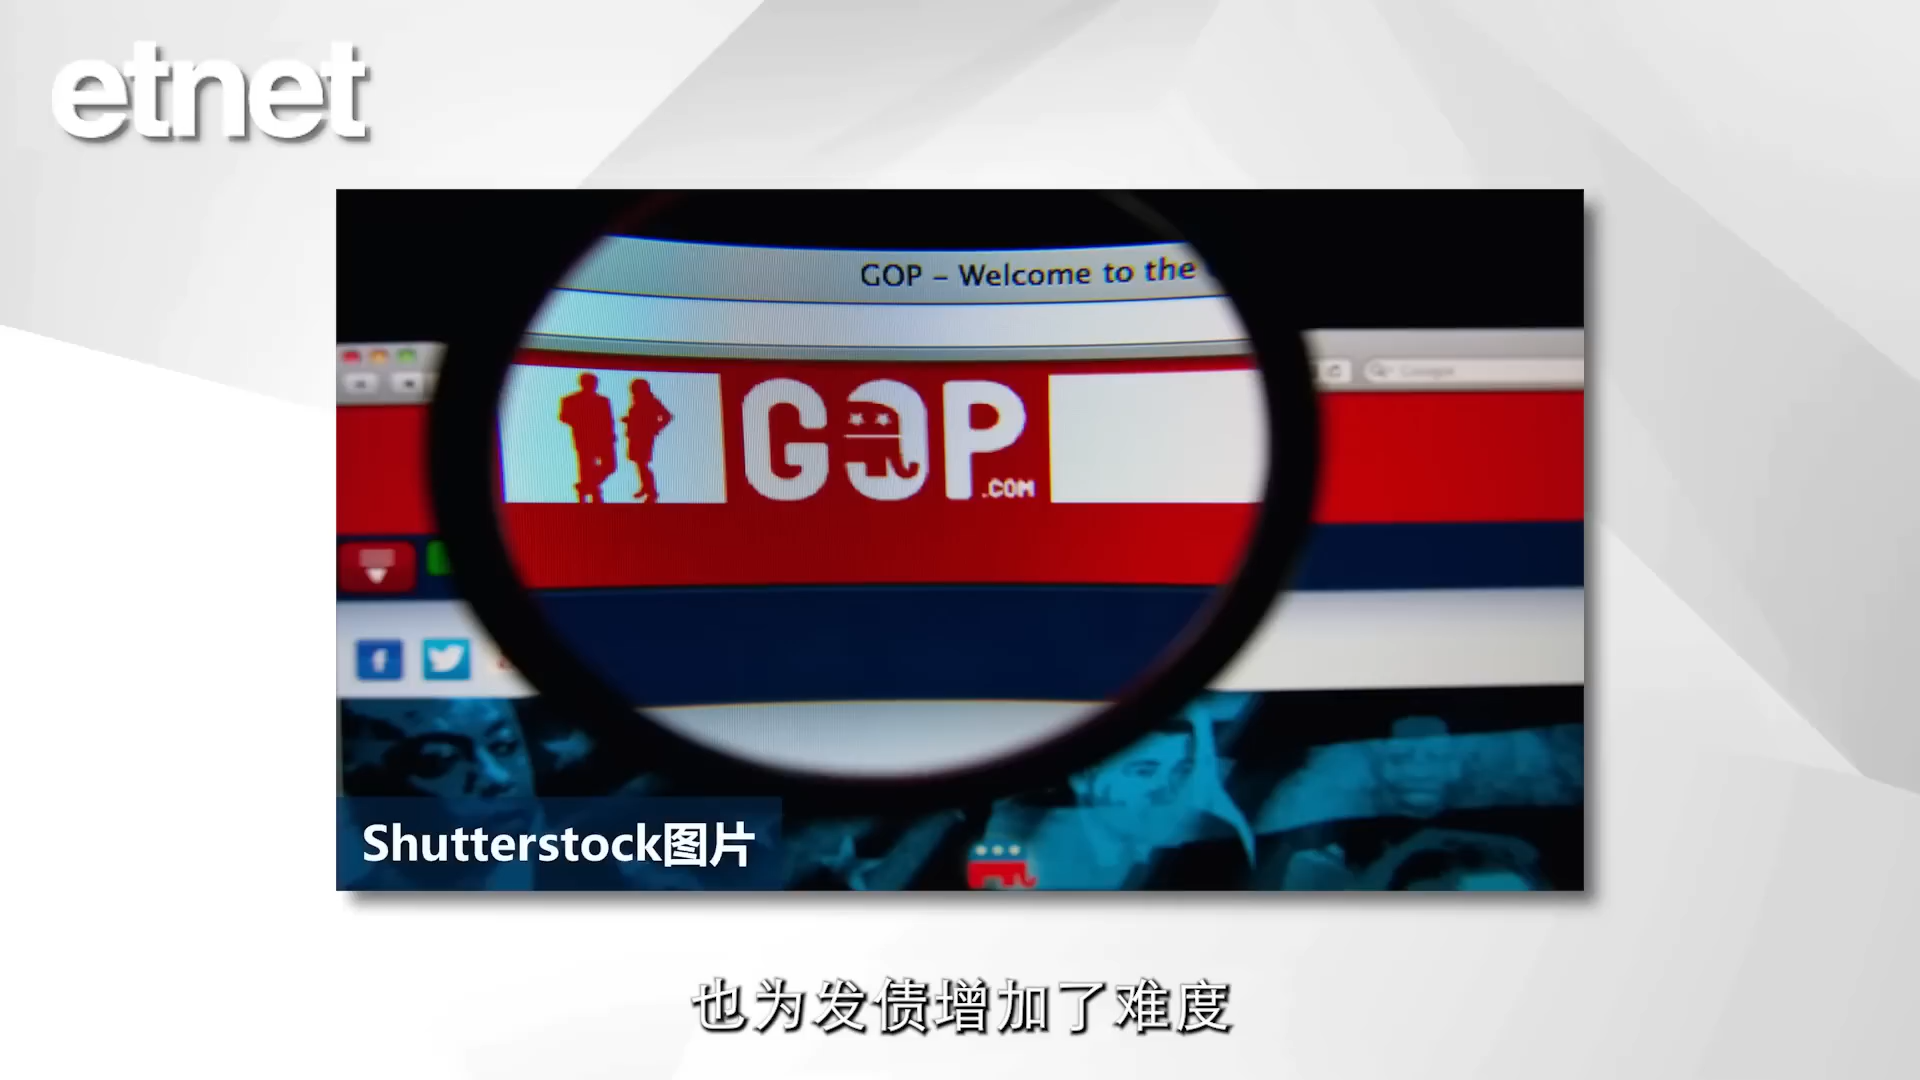 etnet
GOP – Welcome to the
GOP
.COM
Google
f
Shutterstock图片
也为发债增加了难度